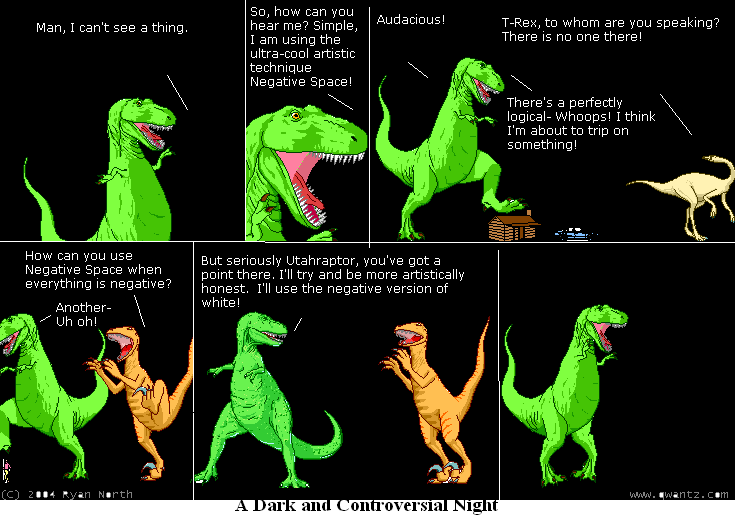 Man, I can't see a thing.
So, how can you
hear me? Simple,
I am using the
ultra-cool artistic
technique
Negative Space!
Audacious!
T-Rex, to whom are you speaking?
There is no one there!
There's a perfectly
logical- Whoops! I think
I'm about to trip on
something!
How can you use
Negative Space when
everything is negative?
Another-
Uh oh!
But seriously Utahraptor, you've got a
point there. I'll try and be more artistically
honest.  I'll use the negative version of
white!
(C) 2004 Ryan North
www.qwantz.com
A Dark and Controversial Night